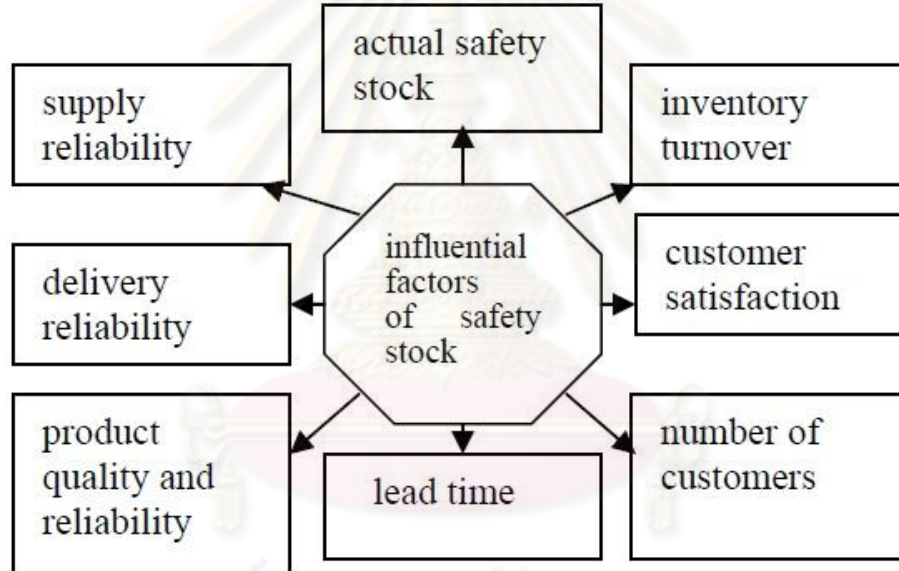 actual safety
stock
supply
reliability
inventory
turnover
influential
factors
of safety
stock
delivery
reliability
customer
satisfaction
product
quality and
reliability
lead time
number of
customers